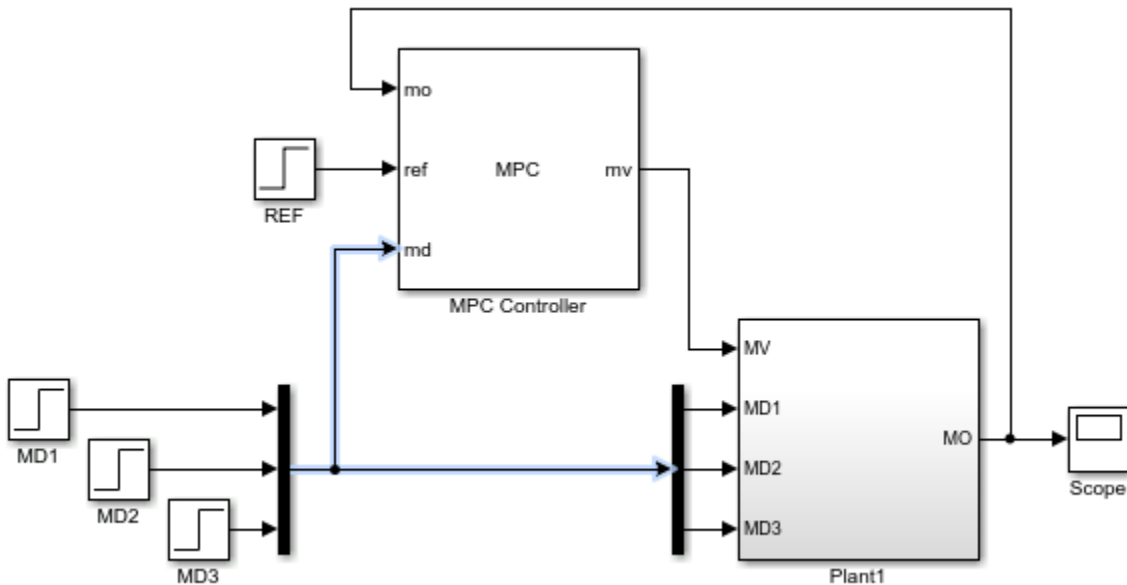 mo
ref
MPC
mv
REF
md
MPC Controller
MV
MD1
MD1
MO
MD2
MD2
Scope
MD3
MD3
Plant1